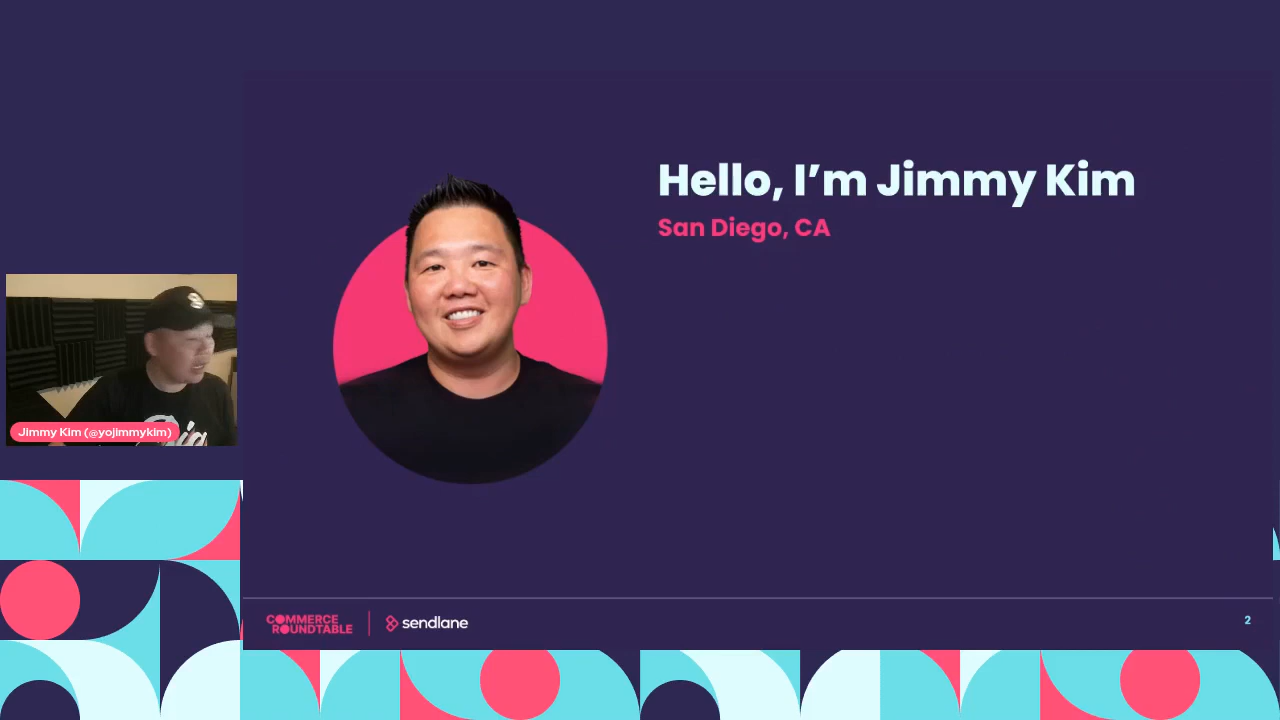 Hello, I'm Jimmy Kim
San Diego, CA
Jimmy Kim (@yojimmykim)
COMMERCE
ROUNDTABLE
sendlane
2